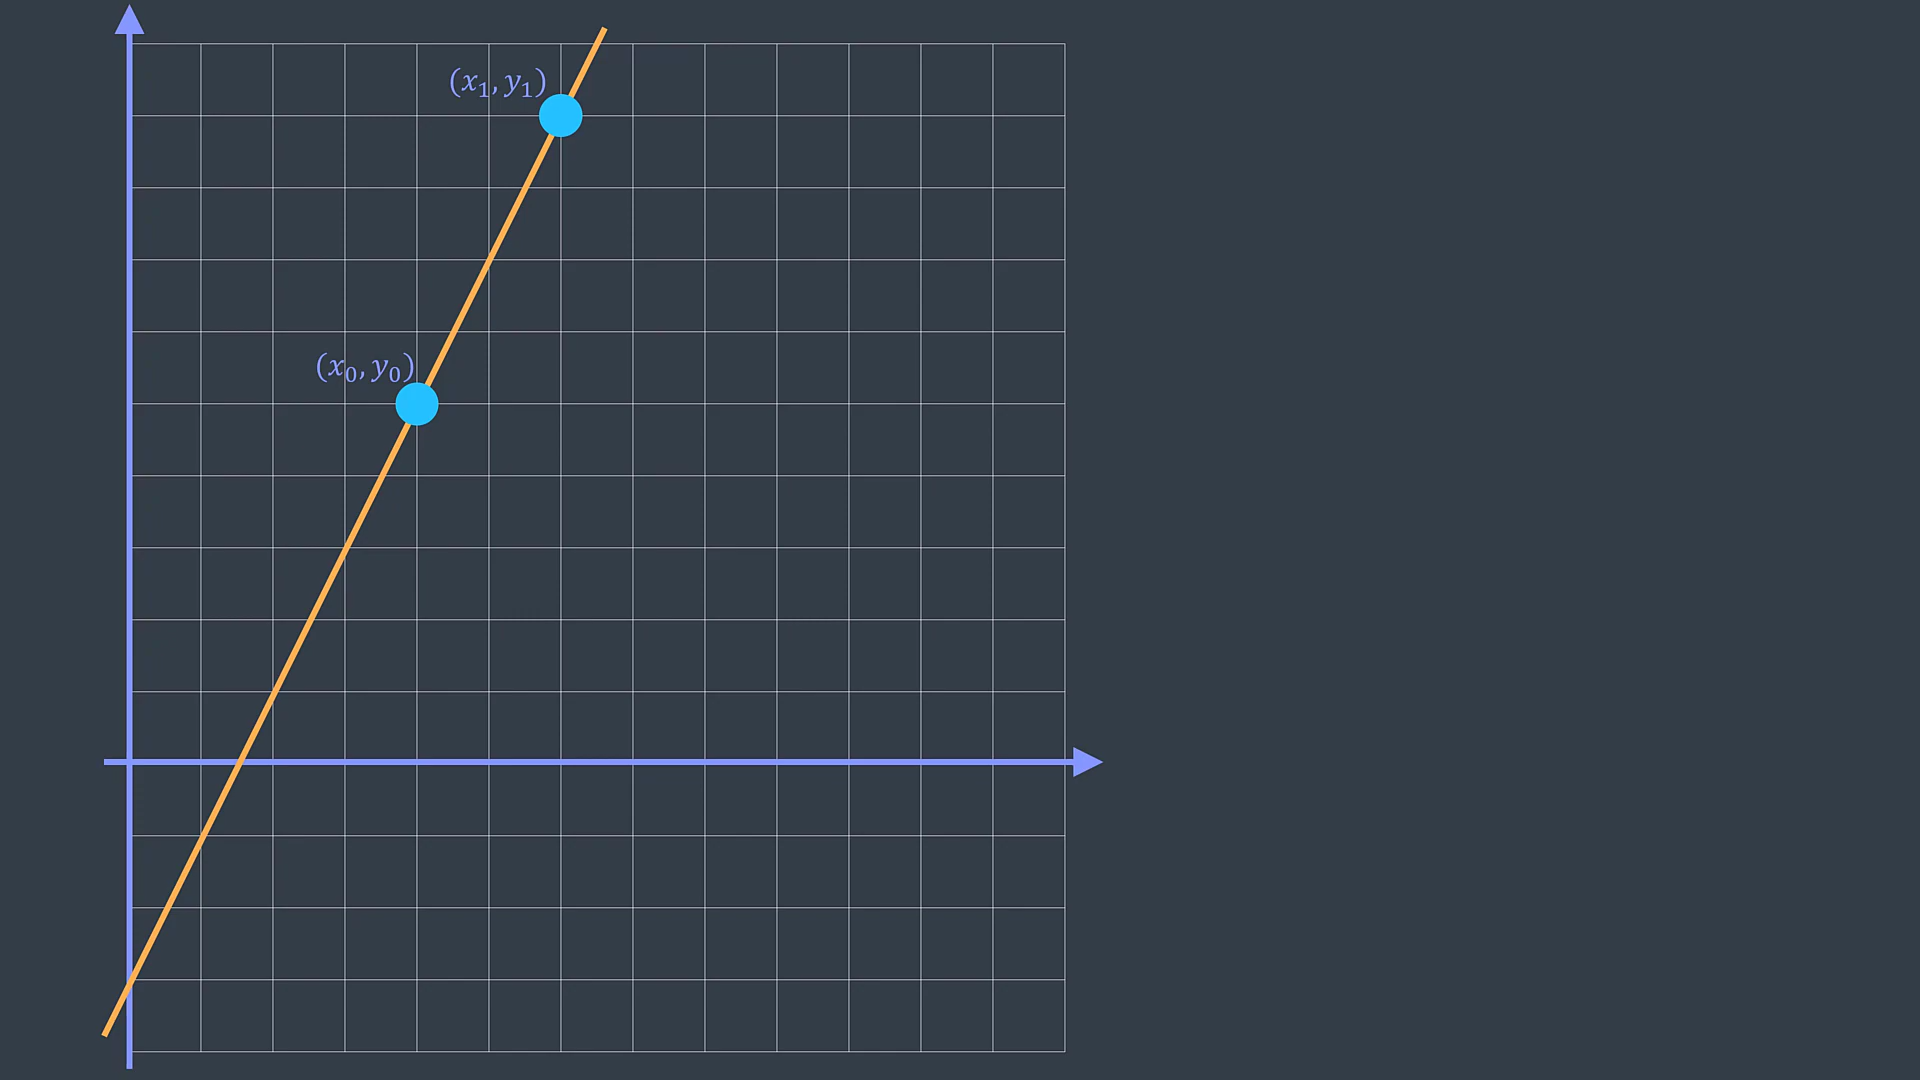 (x₁, y₁)
(x₀, y₀)